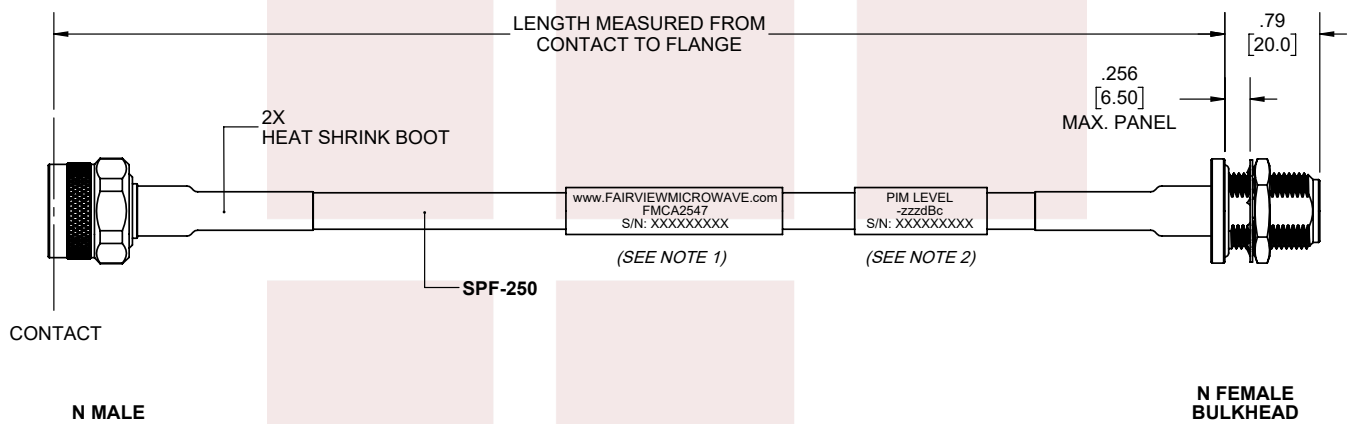 LENGTH MEASURED FROM
CONTACT TO FLANGE
.79
[20.0]
.256
[6.50]
MAX. PANEL
2X
HEAT SHRINK BOOT
www.FAIRVIEWMICROWAVE.com
FMCA2547
S/N: XXXXXXXXX
PIM LEVEL
-zzzdBc
S/N: XXXXXXXXX
(SEE NOTE 1)
(SEE NOTE 2)
SPF-250
CONTACT
N MALE
N FEMALE
BULKHEAD